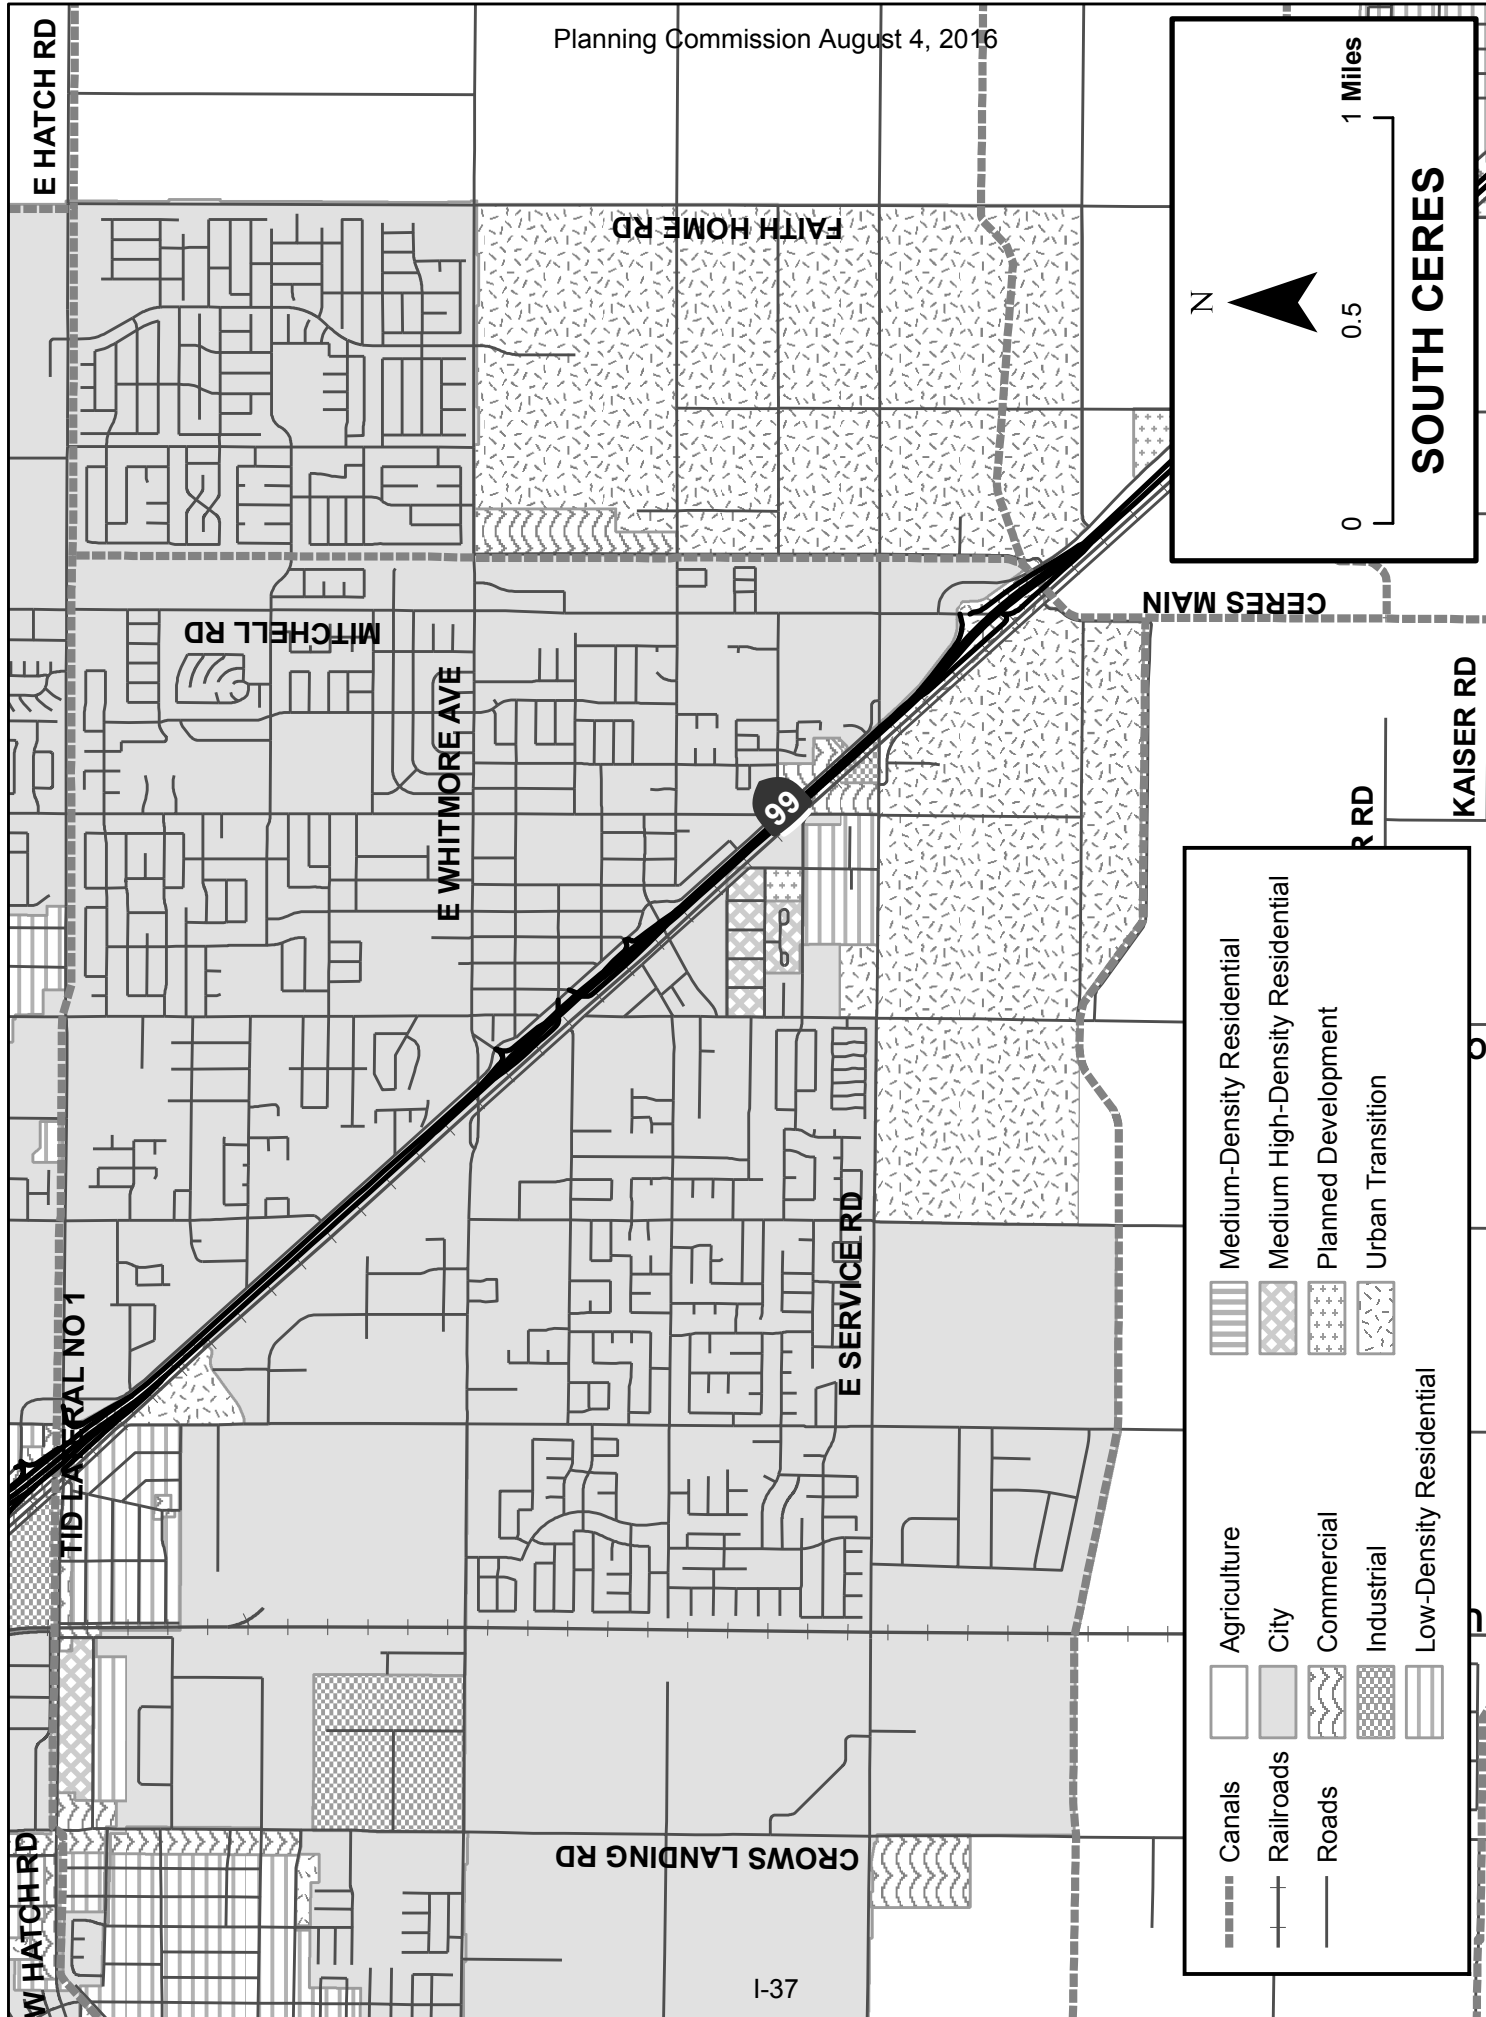 Planning Commission August 4, 2016
E HATCH RD
FAITH HOME RD
MITCHELL RD
E WHITMORE AVE
CERES MAIN
KAISER RD
R RD
99
TID LATERAL NO 1
E SERVICE RD
W HATCH RD
CROWS LANDING RD
N
0 0.5 1 Miles
SOUTH CERES
Canals
Railroads
Roads
Agriculture
City
Commercial
Industrial
Low-Density Residential
Medium-Density Residential
Medium High-Density Residential
Planned Development
Urban Transition
I-37